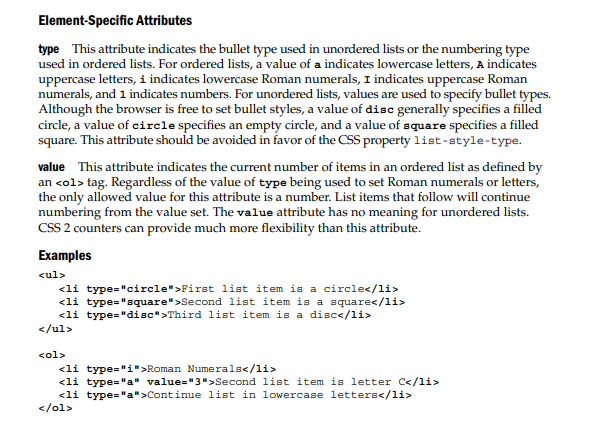 Element-Specific Attributes
type This attribute indicates the bullet type used in unordered lists or the numbering type
used in ordered lists. For ordered lists, a value of a indicates lowercase letters, A indicates
uppercase letters, i indicates lowercase Roman numerals, I indicates uppercase Roman
numerals, and 1 indicates numbers. For unordered lists, values are used to specify bullet types.
Although the browser is free to set bullet styles, a value of disc generally specifies a filled
circle, a value of circle specifies an empty circle, and a value of square specifies a filled
square. This attribute should be avoided in favor of the CSS property list-style-type.
value This attribute indicates the current number of items in an ordered list as defined by
an <ol> tag. Regardless of the value of type being used to set Roman numerals or letters,
the only allowed value for this attribute is a number. List items that follow will continue
numbering from the value set. The value attribute has no meaning for unordered lists.
CSS 2 counters can provide much more flexibility than this attribute.
Examples
<ul>
<li type="circle">First list item is a circle</li>
<li type="square">Second list item is a square</li>
<li type="disc">Third list item is a disc</li>
</ul>
<ol>
<li type="i">Roman Numerals</li>
<li type="a" value="3">Second list item is letter C</li>
<li type="a">Continue list in lowercase letters</li>
</ol>